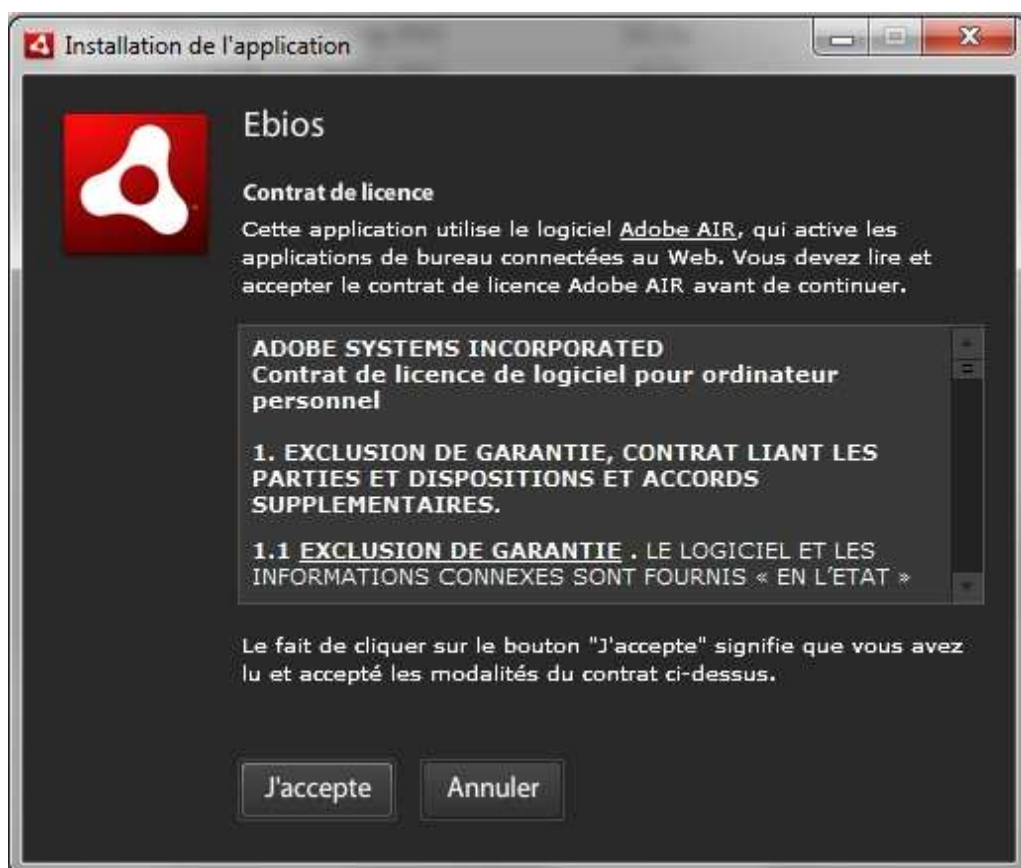 Installation de l'application
Ebios
Contrat de licence
Cette application utilise le logiciel Adobe AIR, qui active les
applications de bureau connectées au Web. Vous devez lire et
accepter le contrat de licence Adobe AIR avant de continuer.
ADOBE SYSTEMS INCORPORATED
Contrat de licence de logiciel pour ordinateur
personnel
1. EXCLUSION DE GARANTIE, CONTRAT LIANT LES
PARTIES ET DISPOSITIONS ET ACCORDS
SUPPLEMENTAIRES.
1.1 EXCLUSION DE GARANTIE . LE LOGICIEL ET LES
INFORMATIONS CONNEXES SONT FOURNIS « EN L'ETAT »
Le fait de cliquer sur le bouton "J'accepte" signifie que vous avez
lu et accepté les modalités du contrat ci-dessus.
J'accepte
Annuler